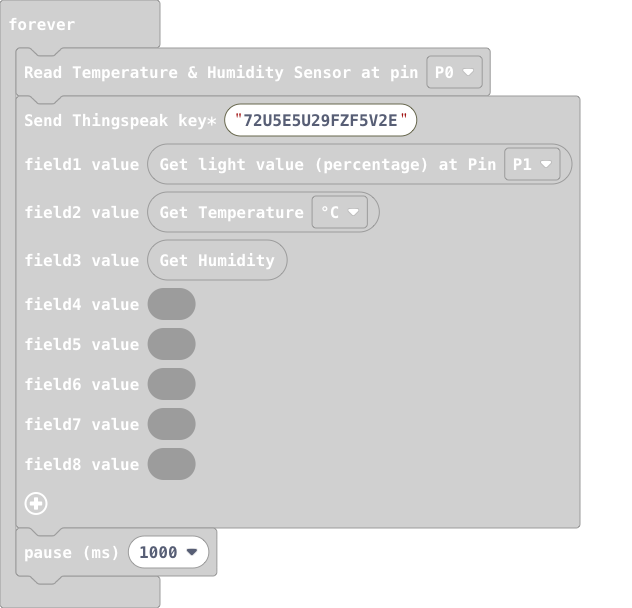 forever
Read Temperature & Humidity Sensor at pin P0
Send Thingspeak key* "72U5E5U29FZF5V2E"
field1 value Get light value (percentage) at Pin P1
field2 value Get Temperature °C
field3 value Get Humidity
field4 value
field5 value
field6 value
field7 value
field8 value
pause (ms) 1000